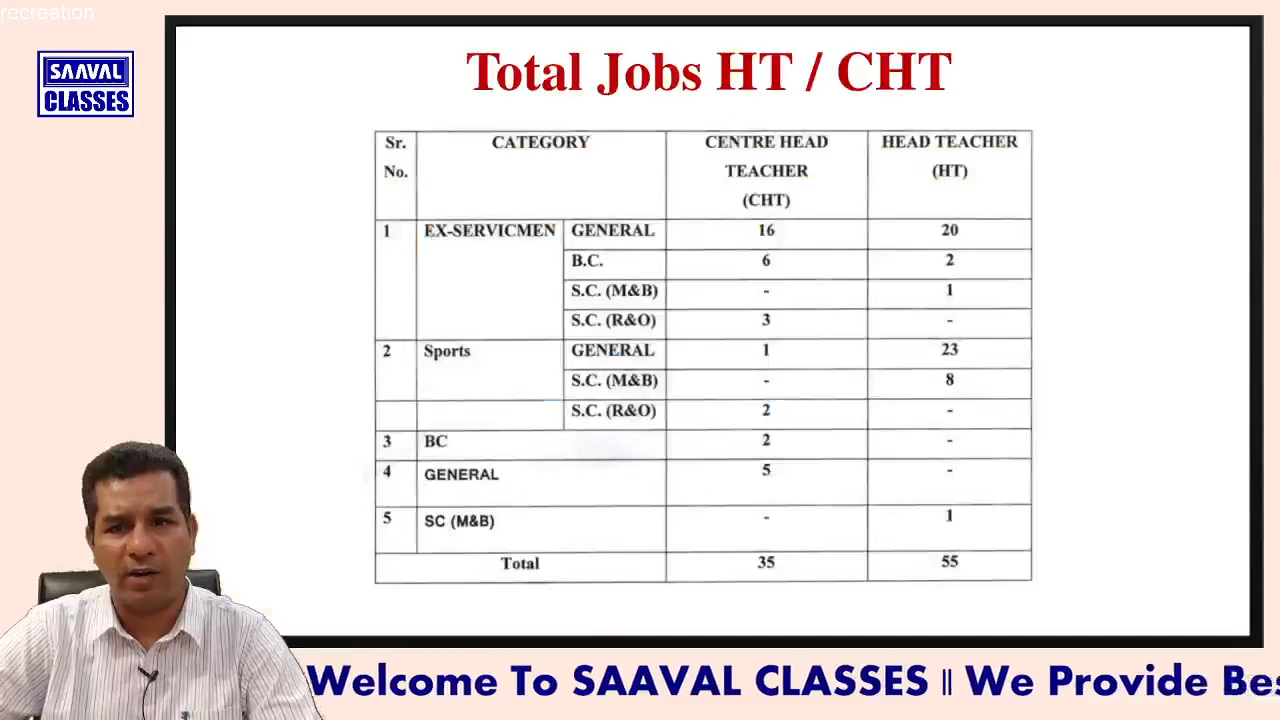 recreation
SAAVAL
CLASSES
Total Jobs HT / CHT
Sr. No. CATEGORY CENTRE HEAD TEACHER (CHT) HEAD TEACHER (HT)
1 EX-SERVICMEN GENERAL 16 20
B.C. 6 2
S.C. (M&B) - 1
S.C. (R&O) 3 -
2 Sports GENERAL 1 23
S.C. (M&B) - 8
S.C. (R&O) 2 -
3 BC 2 -
4 GENERAL 5 -
5 SC (M&B) - 1
Total 35 55
Welcome To SAAVAL CLASSES || We Provide Bes